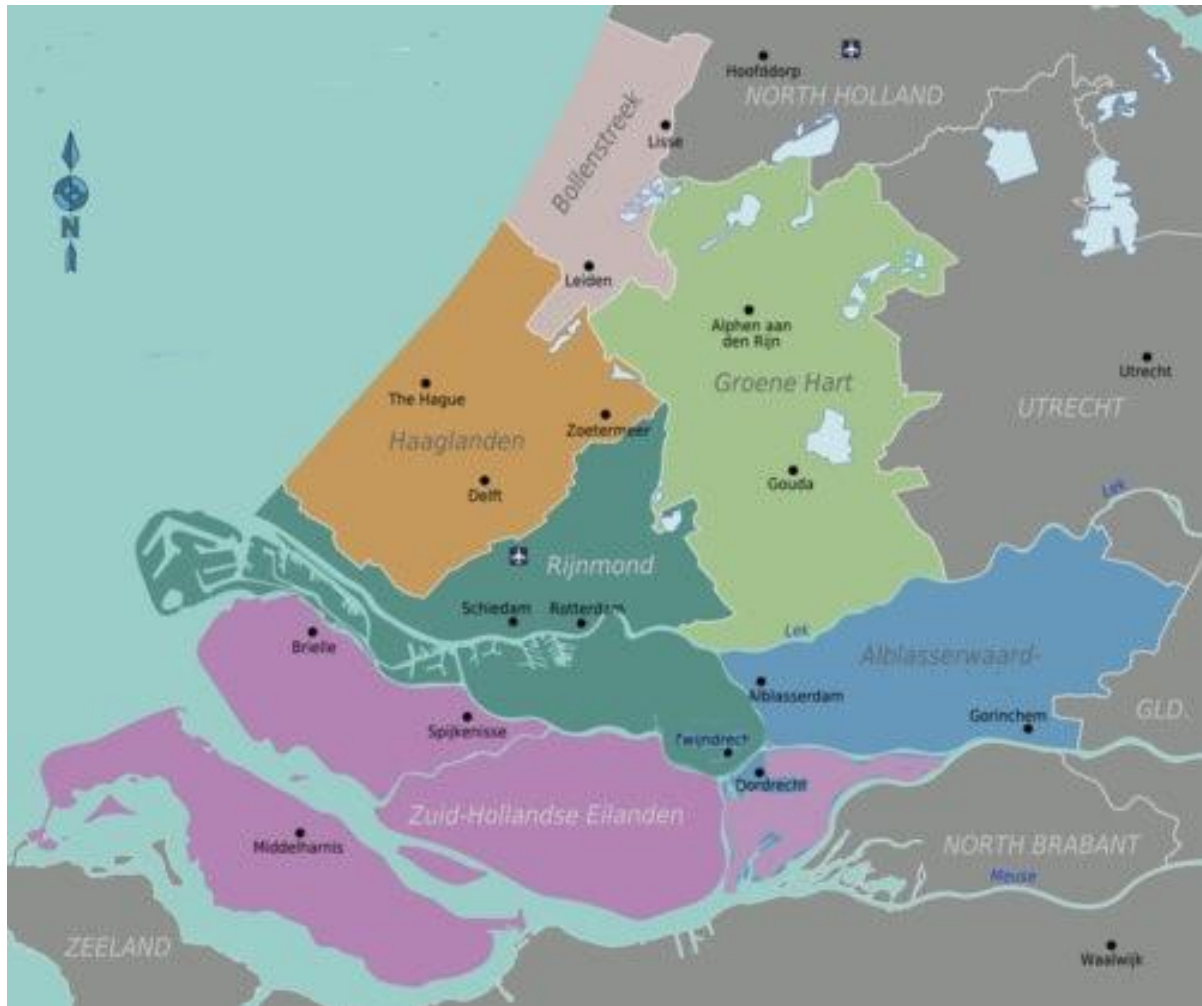 Hoofddorp
NORTH HOLLAND
Lisse
Bollenstreek
N
Leiden
Alphen aan
den Rijn
Utrecht
The Hague
Groene Hart
UTRECHT
Zoetermeer
Haaglanden
Gouda
Delft
Lek
Rijnmond
Schiedam
Rotterdam
Lek
Brielle
Alblasserwaard-
Alblasserdam
GLD.
Gorinchem
Spijkenisse
Zwijndrech
Dordrecht
Zuid-Hollandse Eilanden
Middelharnis
NORTH BRABANT
Meuse
ZEELAND
Waalwijk